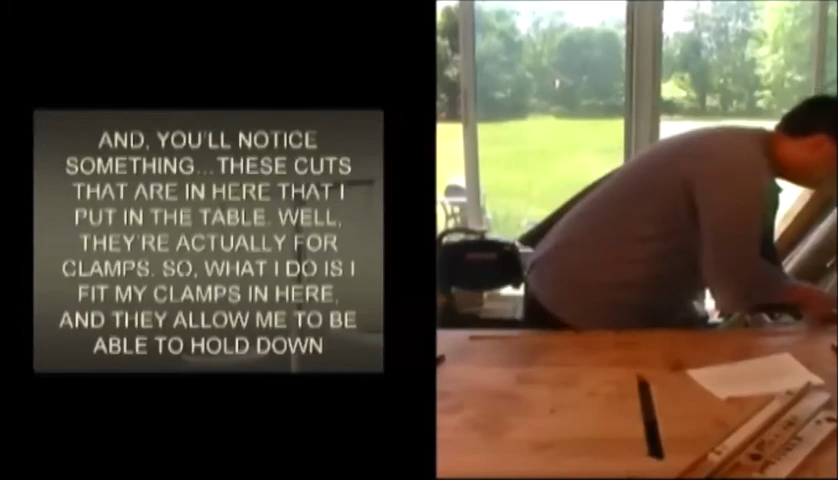 AND, YOU'LL NOTICE
SOMETHING...THESE CUTS
THAT ARE IN HERE THAT I
PUT IN THE TABLE. WELL,
THEY'RE ACTUALLY FOR
CLAMPS. SO, WHAT I DO IS I
FIT MY CLAMPS IN HERE,
AND THEY ALLOW ME TO BE
ABLE TO HOLD DOWN